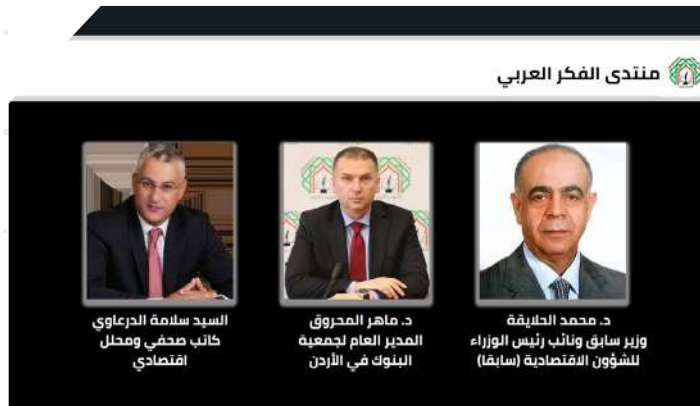 منتدى الفكر العربي
د. محمد الحلايقة
وزير سابق ونائب رئيس الوزراء
للشؤون الاقتصادية (سابقا)
د. ماهر المحروق
المدير العام لجمعية
البنوك في الأردن
السيد سلامة الدرعاوي
كاتب صحفي ومحلل
اقتصادي